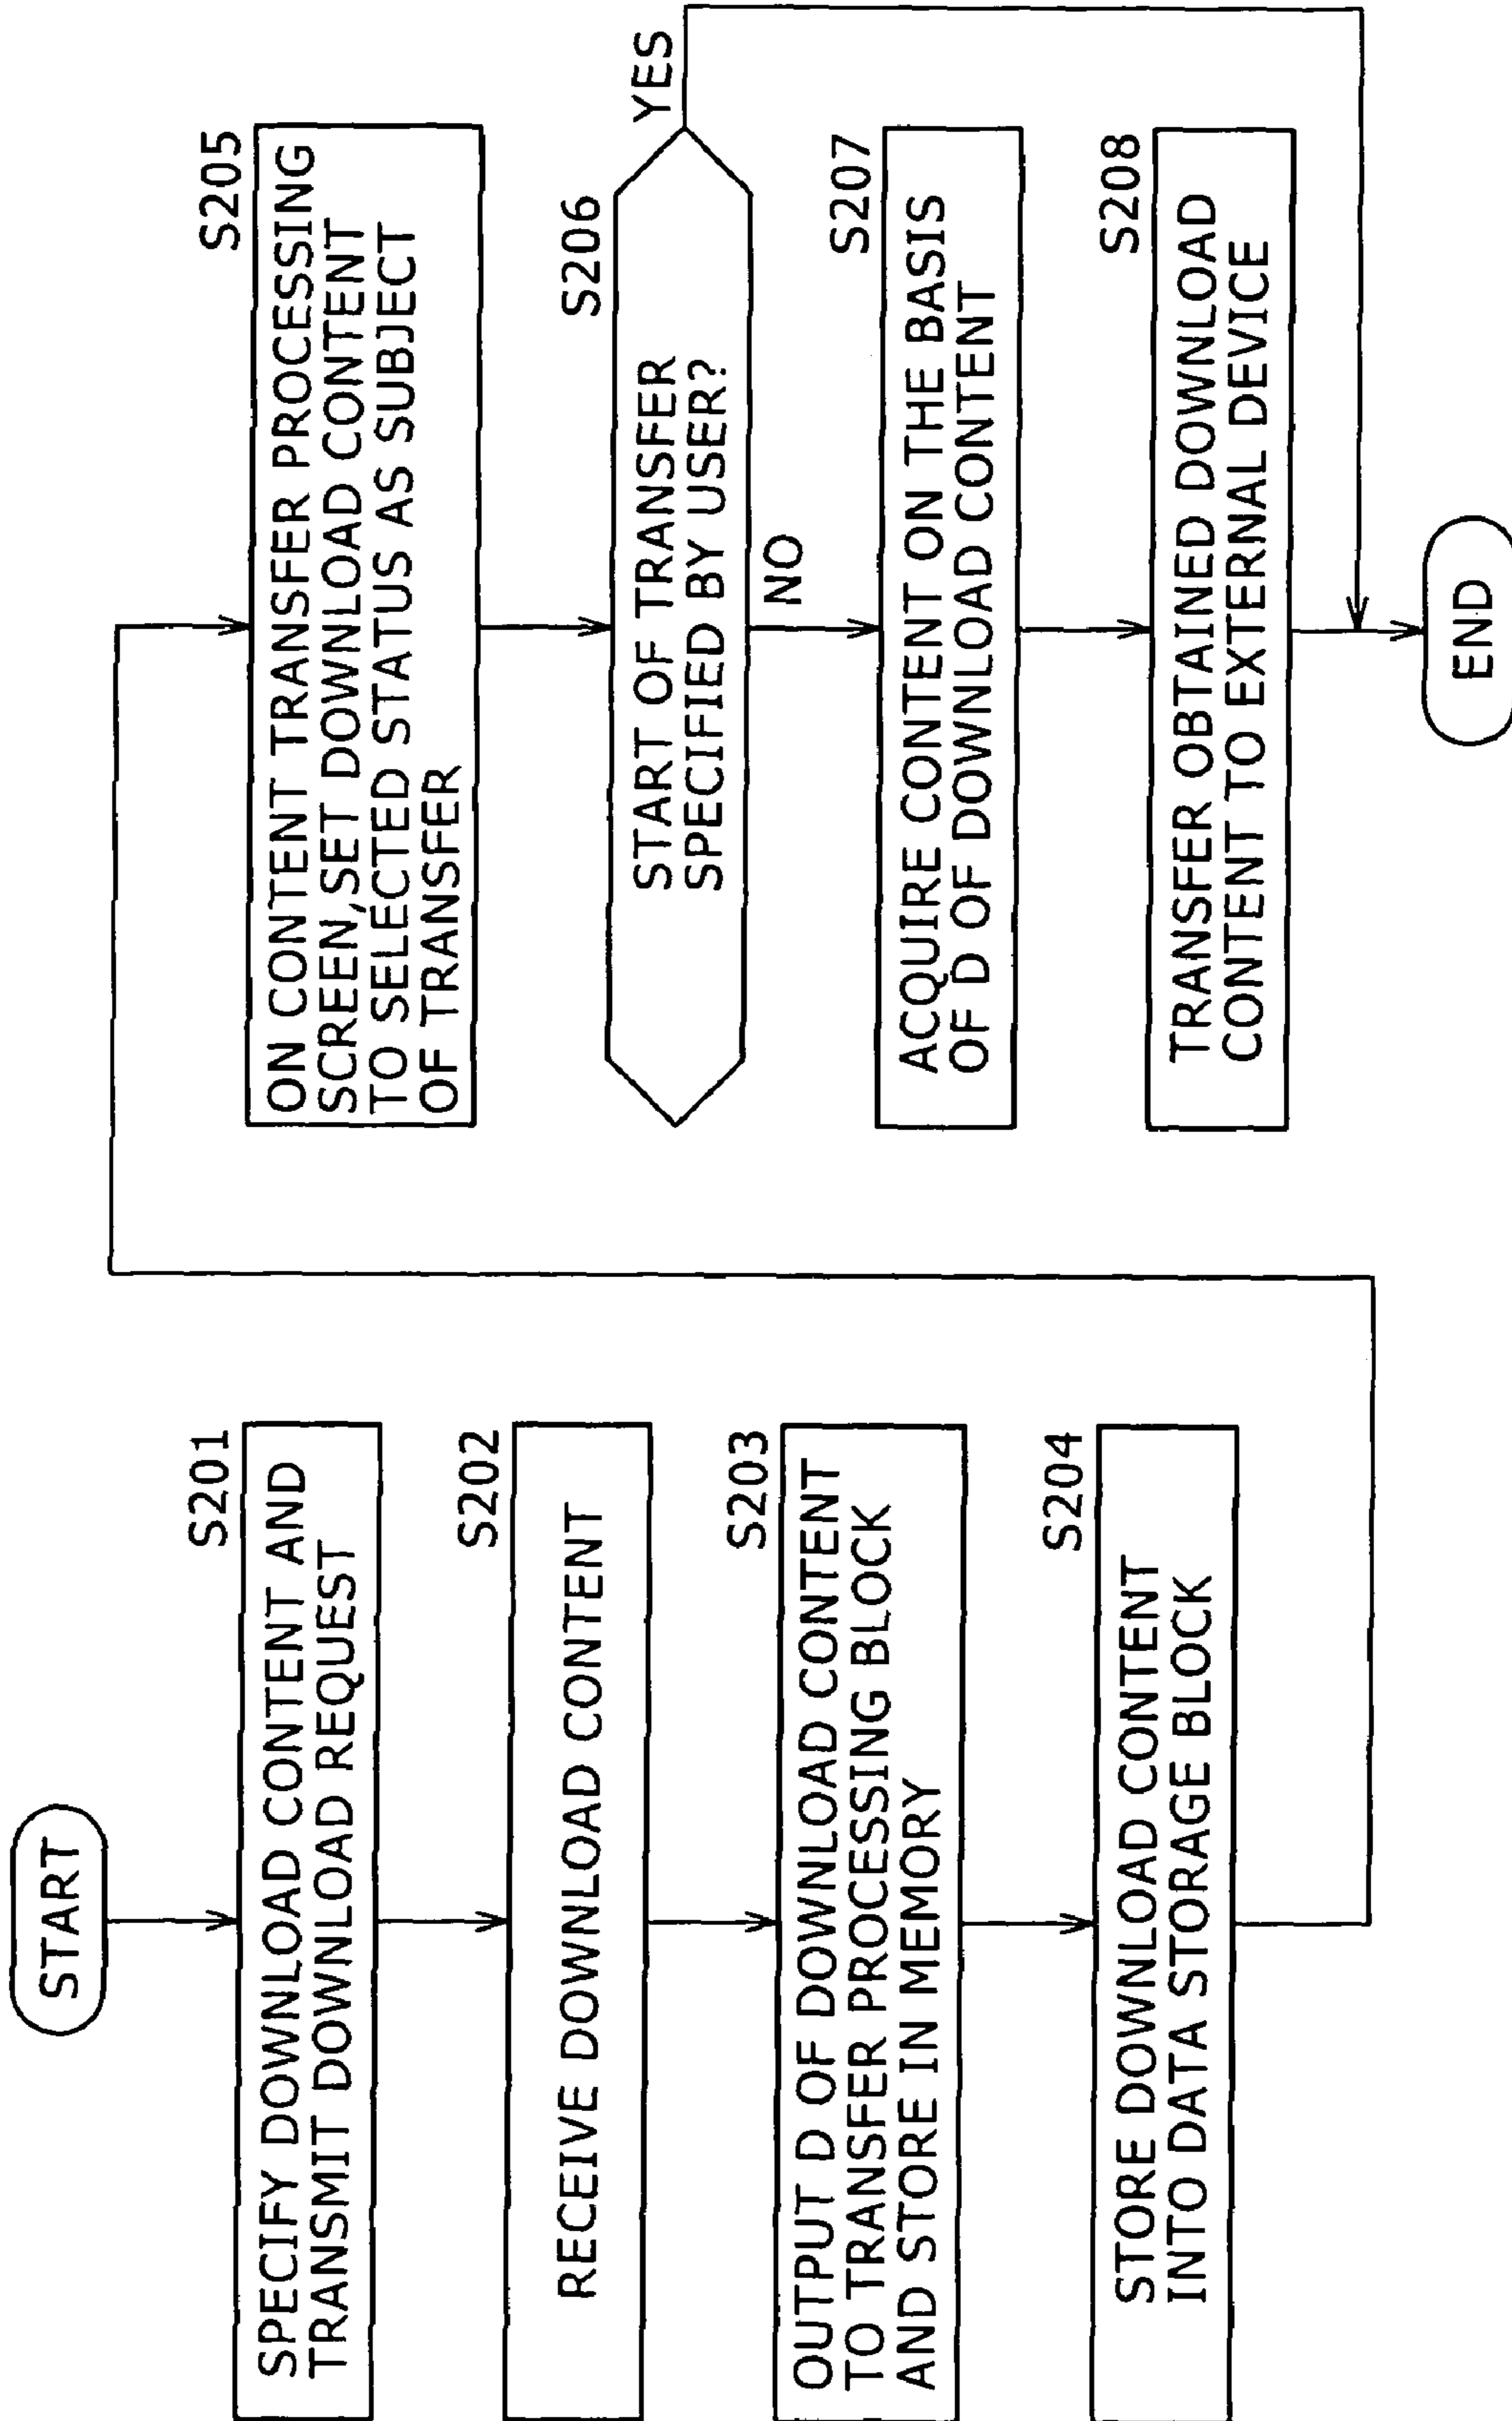 START
S201
SPECIFY DOWNLOAD CONTENT AND
TRANSMIT DOWNLOAD REQUEST
S202
RECEIVE DOWNLOAD CONTENT
S203
OUTPUT D OF DOWNLOAD CONTENT
TO TRANSFER PROCESSING BLOCK
AND STORE IN MEMORY
S204
STORE DOWNLOAD CONTENT
INTO DATA STORAGE BLOCK
S205
ON CONTENT TRANSFER PROCESSING
SCREEN,SET DOWNLOAD CONTENT
TO SELECTED STATUS AS SUBJECT
OF TRANSFER
S206
START OF TRANSFER
SPECIFIED BY USER?
YES
NO
S207
ACQUIRE CONTENT ON THE BASIS
OF D OF DOWNLOAD CONTENT
S208
TRANSFER OBTAINED DOWNLOAD
CONTENT TO EXTERNAL DEVICE
END